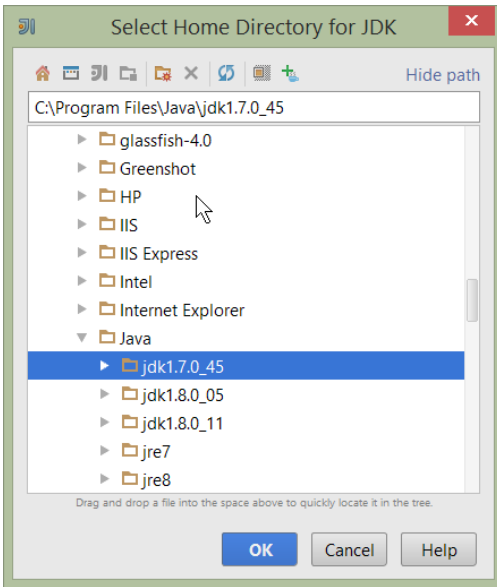 Select Home Directory for JDK
Hide path
C:\Program Files\Java\jdk1.7.0_45
glassfish-4.0
Greenshot
HP
IIS
IIS Express
Intel
Internet Explorer
Java
jdk1.7.0_45
jdk1.8.0_05
jdk1.8.0_11
jre7
jre8
Drag and drop a file into the space above to quickly locate it in the tree.
OK Cancel Help